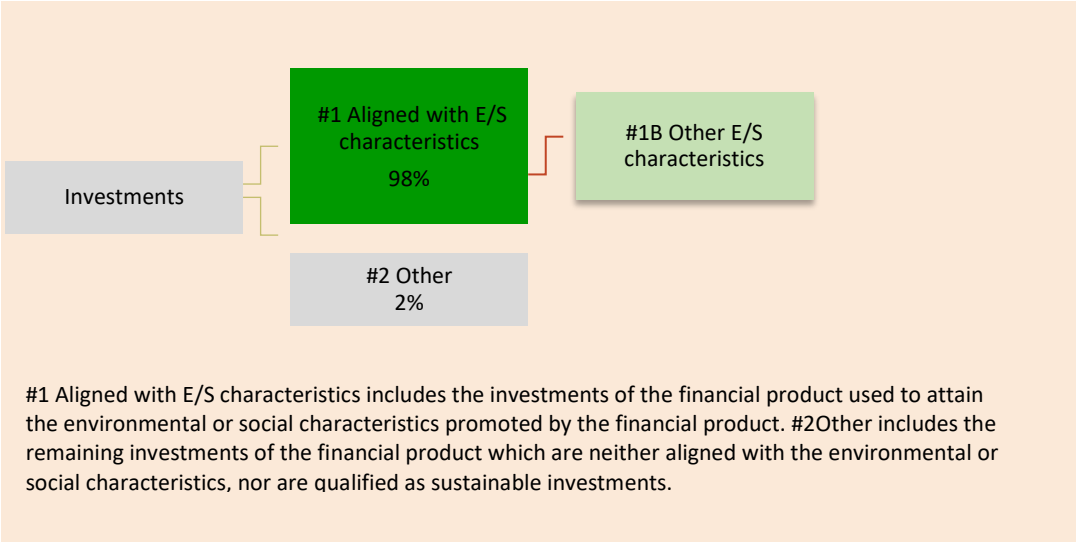 #1 Aligned with E/S
characteristics
98%
#1B Other E/S
characteristics
Investments
#2 Other
2%
#1 Aligned with E/S characteristics includes the investments of the financial product used to attain
the environmental or social characteristics promoted by the financial product. #2Other includes the
remaining investments of the financial product which are neither aligned with the environmental or
social characteristics, nor are qualified as sustainable investments.